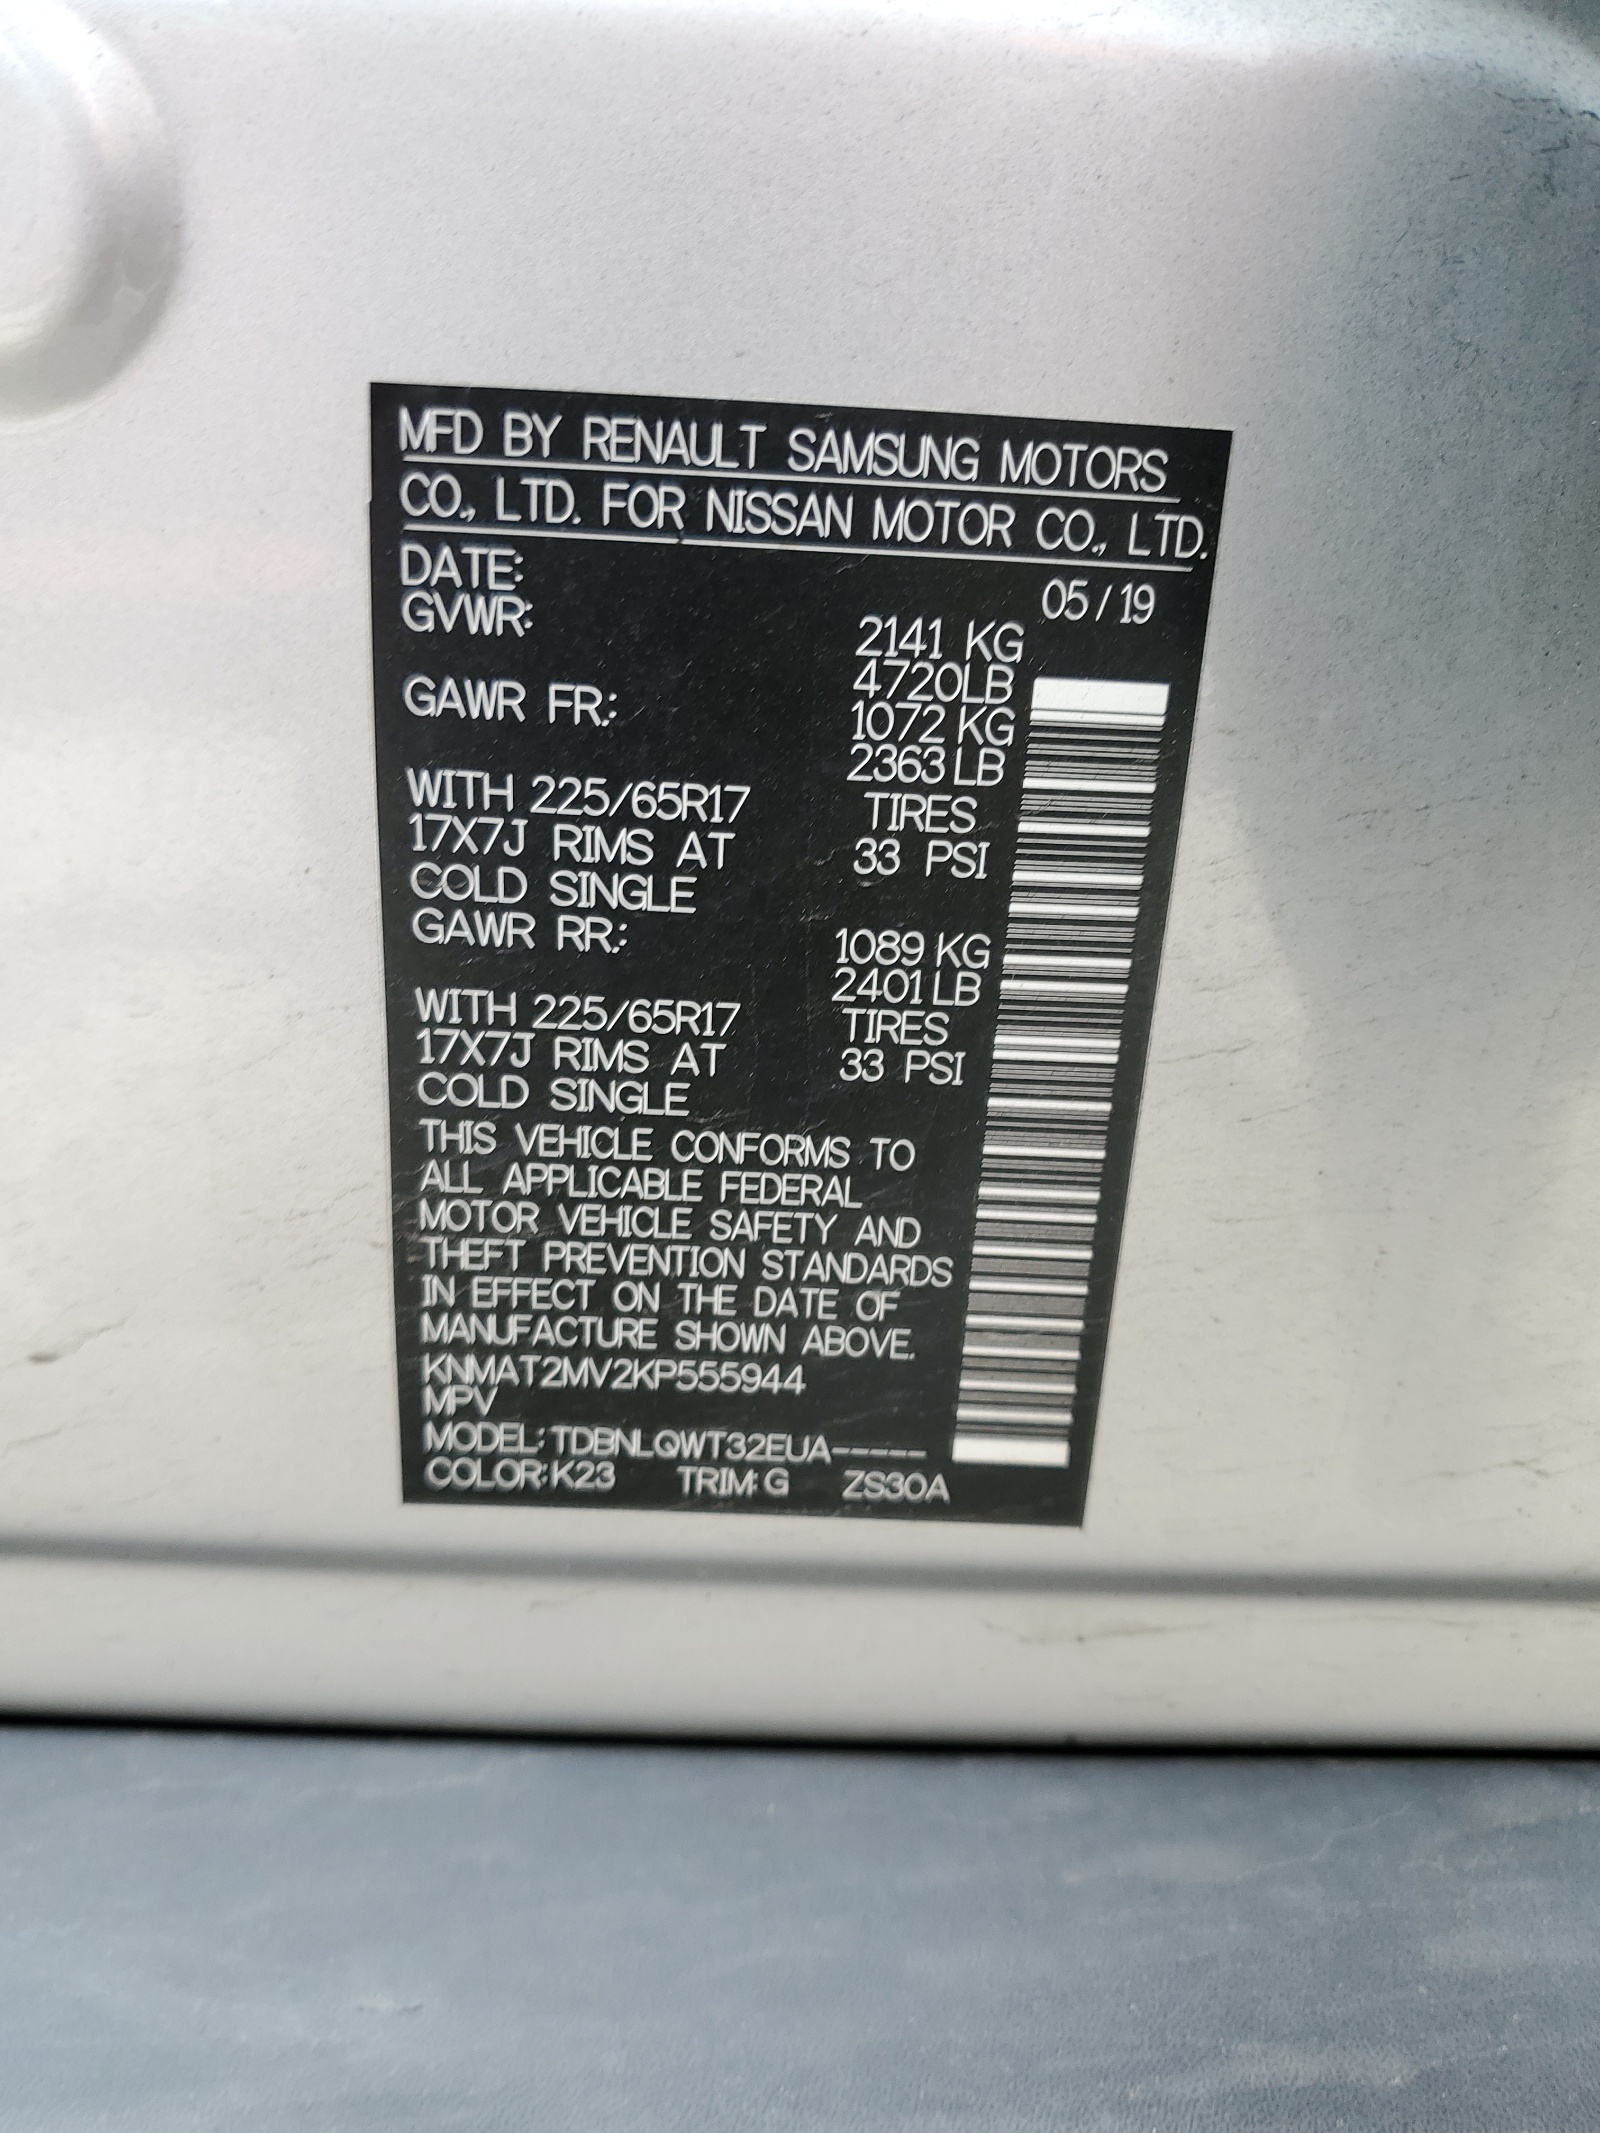 MFD BY RENAULT SAMSUNG MOTORS
CO., LTD. FOR NISSAN MOTOR CO., LTD.
DATE: 05/19
GVWR: 2141 KG
4720LB
GAWR FR.: 1072 KG
2363 LB
WITH 225/65R17 TIRES
17X7J RIMS AT 33 PSI
COLD SINGLE
GAWR RR.: 1089 KG
2401 LB
WITH 225/65R17 TIRES
17X7J RIMS AT 33 PSI
COLD SINGLE
THIS VEHICLE CONFORMS TO
ALL APPLICABLE FEDERAL
MOTOR VEHICLE SAFETY AND
THEFT PREVENTION STANDARDS
IN EFFECT ON THE DATE OF
MANUFACTURE SHOWN ABOVE.
KNMAT2MV2KP555944
MPV
MODEL: TDBNLQWT32EUA-----
COLOR: K23 TRIM: G ZS30A